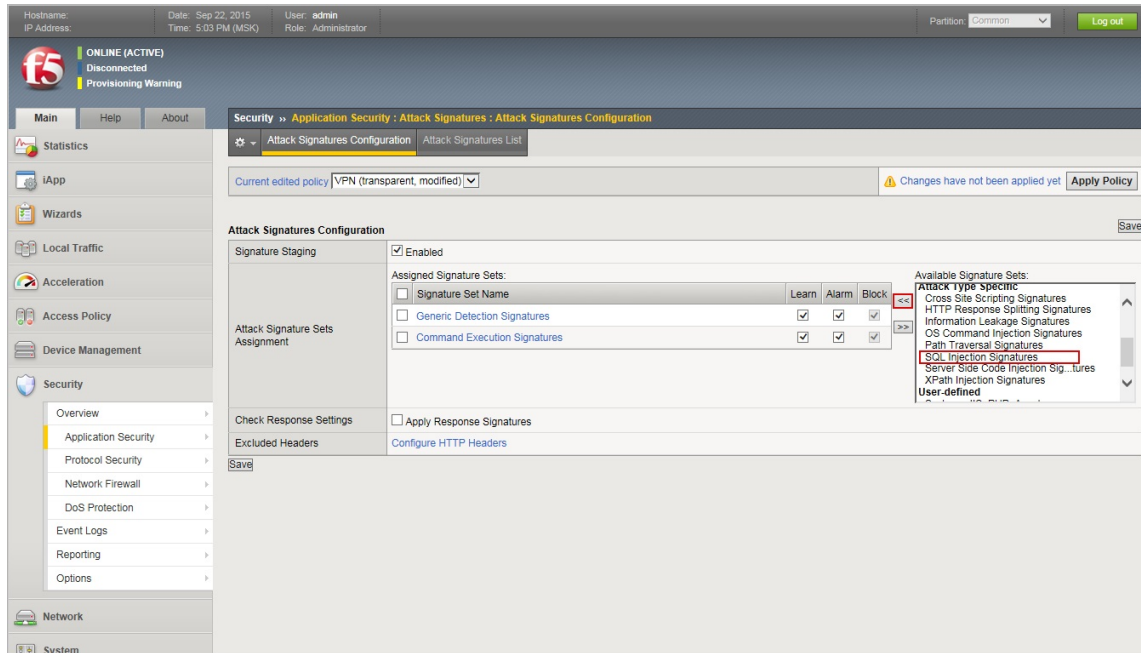 Hostname: Date: Sep 22, 2015 User: admin
IP Address: Time: 5:03 PM (MSK) Role: Administrator
Partition: Common Log out
f5
ONLINE (ACTIVE)
Disconnected
Provisioning Warning
Main Help About
Security ›› Application Security : Attack Signatures : Attack Signatures Configuration
Attack Signatures Configuration Attack Signatures List
Statistics
iApp
Wizards
Local Traffic
Acceleration
Access Policy
Device Management
Security
Overview
Application Security
Protocol Security
Network Firewall
DoS Protection
Event Logs
Reporting
Options
Network
System
Current edited policy VPN (transparent, modified) Changes have not been applied yet Apply Policy
Save
Attack Signatures Configuration
Signature Staging Enabled
Attack Signature Sets Assignment
Assigned Signature Sets:
Signature Set Name Learn Alarm Block
Generic Detection Signatures
Command Execution Signatures
<<
>>
Available Signature Sets:
Attack Type Specific
Cross Site Scripting Signatures
HTTP Response Splitting Signatures
Information Leakage Signatures
OS Command Injection Signatures
Path Traversal Signatures
SQL Injection Signatures
Server Side Code Injection Sig...tures
XPath Injection Signatures
User-defined
Check Response Settings Apply Response Signatures
Excluded Headers Configure HTTP Headers
Save